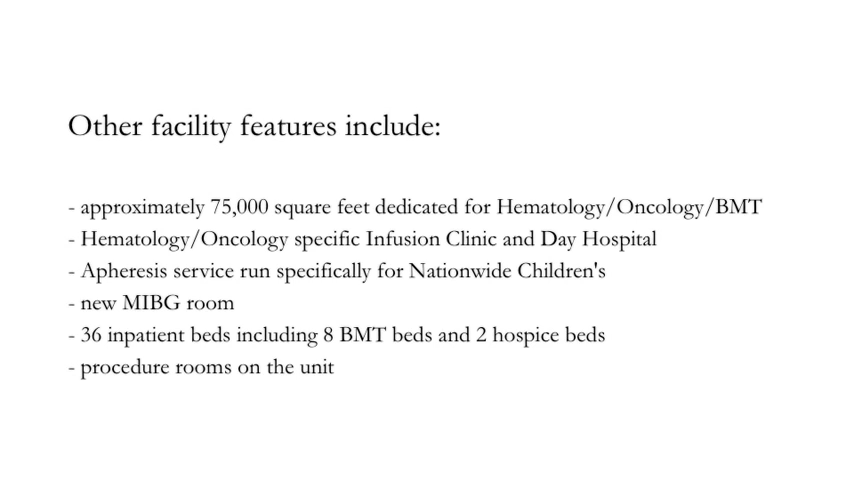 Other facility features include:
- approximately 75,000 square feet dedicated for Hematology/Oncology/BMT
- Hematology/Oncology specific Infusion Clinic and Day Hospital
- Apheresis service run specifically for Nationwide Children's
- new MIBG room
- 36 inpatient beds including 8 BMT beds and 2 hospice beds
- procedure rooms on the unit